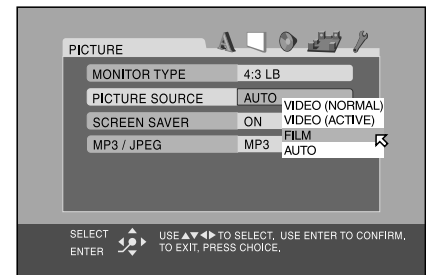 PICTURE
MONITOR TYPE 4:3 LB
PICTURE SOURCE AUTO
SCREEN SAVER ON
MP3 / JPEG MP3
VIDEO (NORMAL)
VIDEO (ACTIVE)
FILM
AUTO
SELECT
ENTER
USE ▲▼◀▶ TO SELECT, USE ENTER TO CONFIRM,
TO EXIT, PRESS CHOICE,